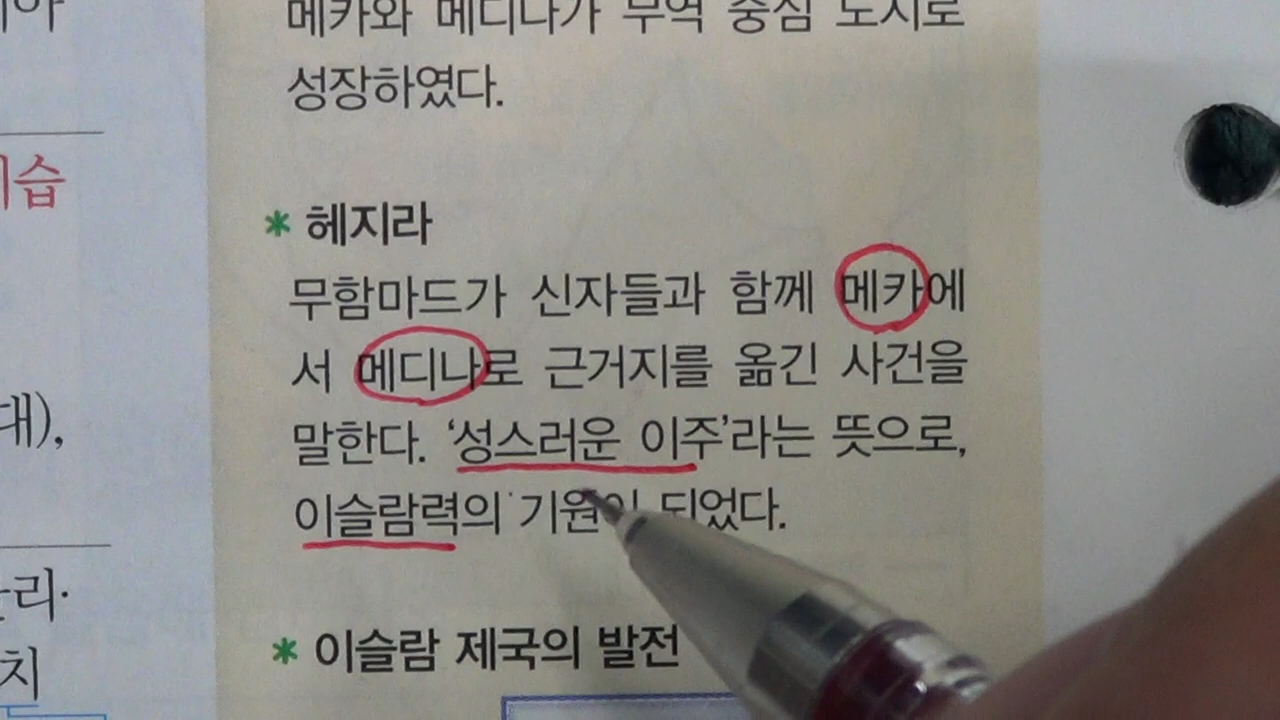 메카와 메디나가 무역 중심 도시로
성장하였다.
습
* 헤지라
무함마드가 신자들과 함께 메카에
서 메디나로 근거지를 옮긴 사건을
대),
말한다. ‘성스러운 이주’라는 뜻으로,
이슬람력의 기원이 되었다.
리·
* 이슬람 제국의 발전
치